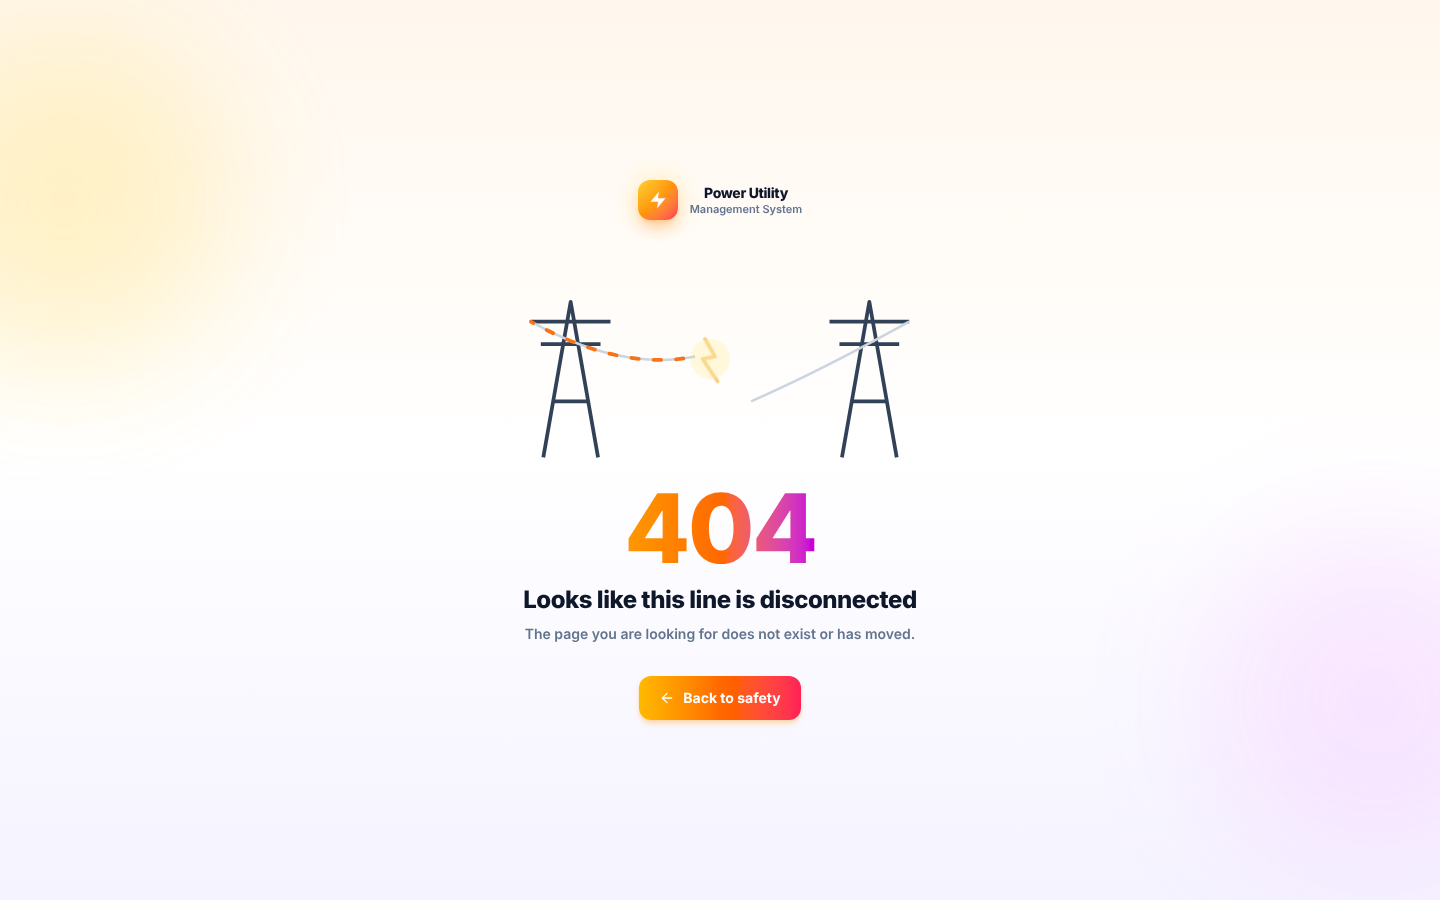 Power Utility
Management System
404
Looks like this line is disconnected
The page you are looking for does not exist or has moved.
Back to safety